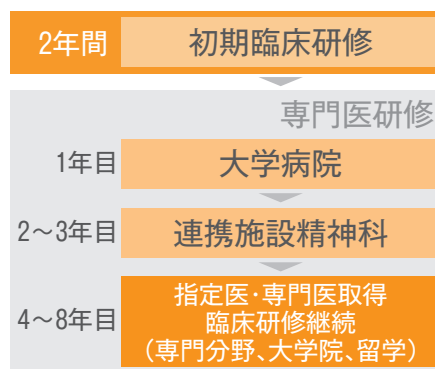 2年間 初期臨床研修
専門医研修
1年目 大学病院
2～3年目 連携施設精神科
4～8年目
指定医・専門医取得
臨床研修継続
（専門分野、大学院、留学）